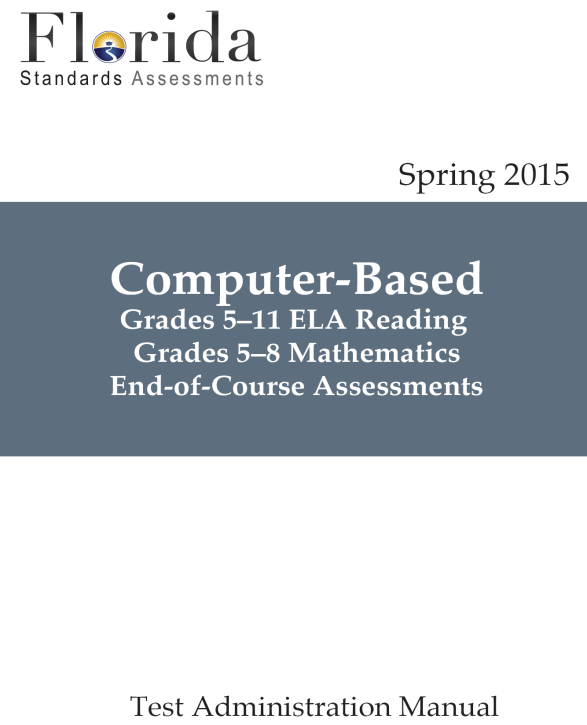 Florida
Standards Assessments
Spring 2015
Computer-Based
Grades 5–11 ELA Reading
Grades 5–8 Mathematics
End-of-Course Assessments
Test Administration Manual